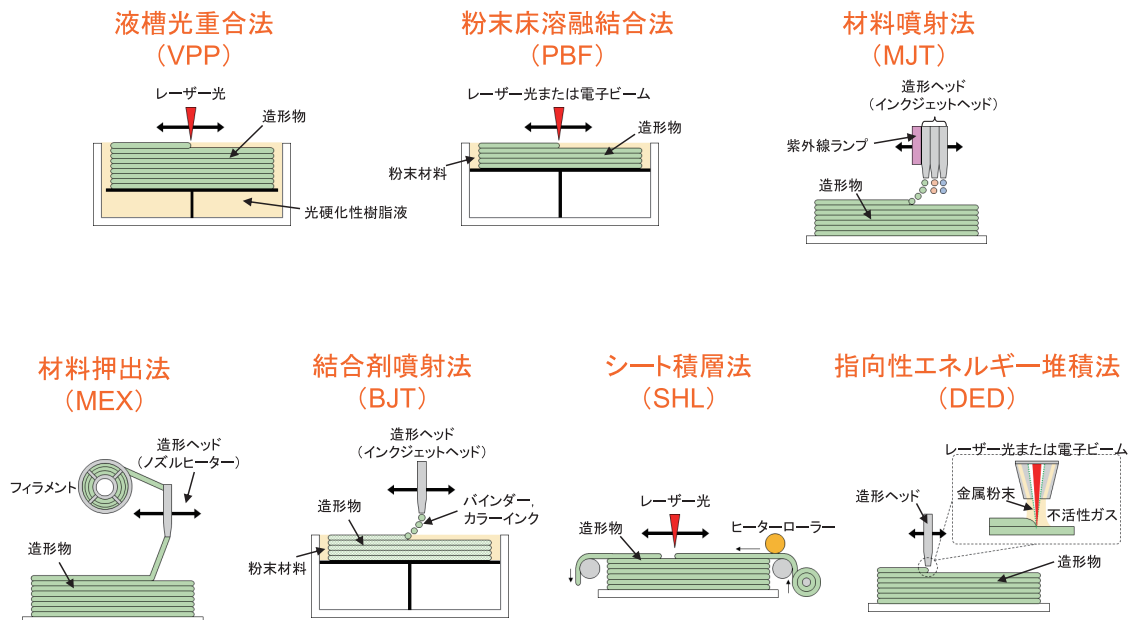 液槽光重合法
（VPP）
レーザー光
造形物
光硬化性樹脂液
粉末床溶融結合法
（PBF）
レーザー光または電子ビーム
造形物
粉末材料
材料噴射法
（MJT）
造形ヘッド
（インクジェットヘッド）
紫外線ランプ
造形物
材料押出法
（MEX）
造形ヘッド
（ノズルヒーター）
フィラメント
造形物
結合剤噴射法
（BJT）
造形ヘッド
（インクジェットヘッド）
造形物
バインダー，
カラーインク
粉末材料
シート積層法
（SHL）
レーザー光
造形物
ヒーターローラー
指向性エネルギー堆積法
（DED）
レーザー光または電子ビーム
造形ヘッド
金属粉末
不活性ガス
造形物